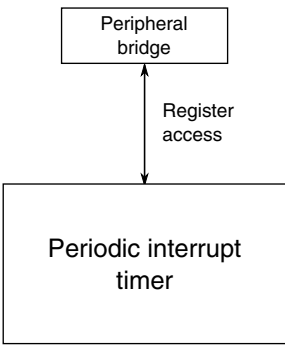 Peripheral
bridge
Register
access
Periodic interrupt
timer